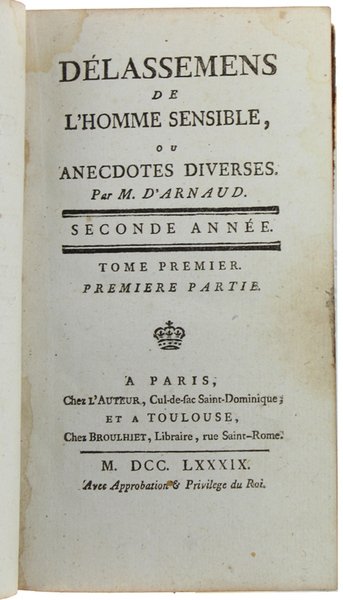 DÉLASSEMENS
DE
L'HOMME SENSIBLE,
OU
ANECDOTES DIVERSES.
Par M. D'ARNAUD.
SECONDE ANNÉE.
TOME PREMIER.
PREMIERE PARTIE.
A PARIS,
Chez L'AUTEUR, Cul-de-sac Saint-Dominique;
ET A TOULOUSE,
Chez BROULHIET, Libraire, rue Saint-Rome.
M. DCC. LXXXIX.
Avec Approbation & Privilege du Roi.